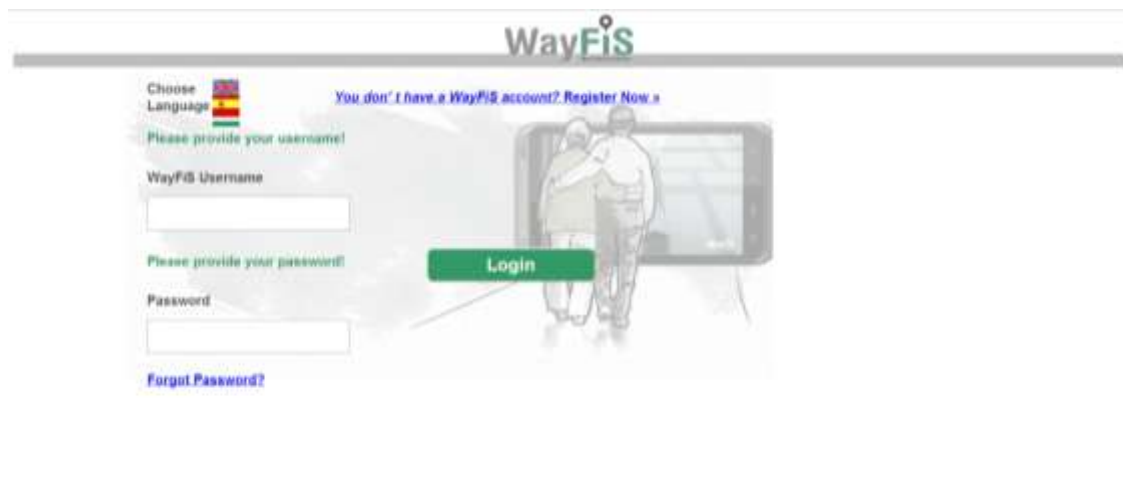 WayFiS
Choose
Language
You don't have a WayFiS account? Register Now »
Please provide your username!
WayFiS Username
Please provide your password!
Login
Password
Forgot Password?